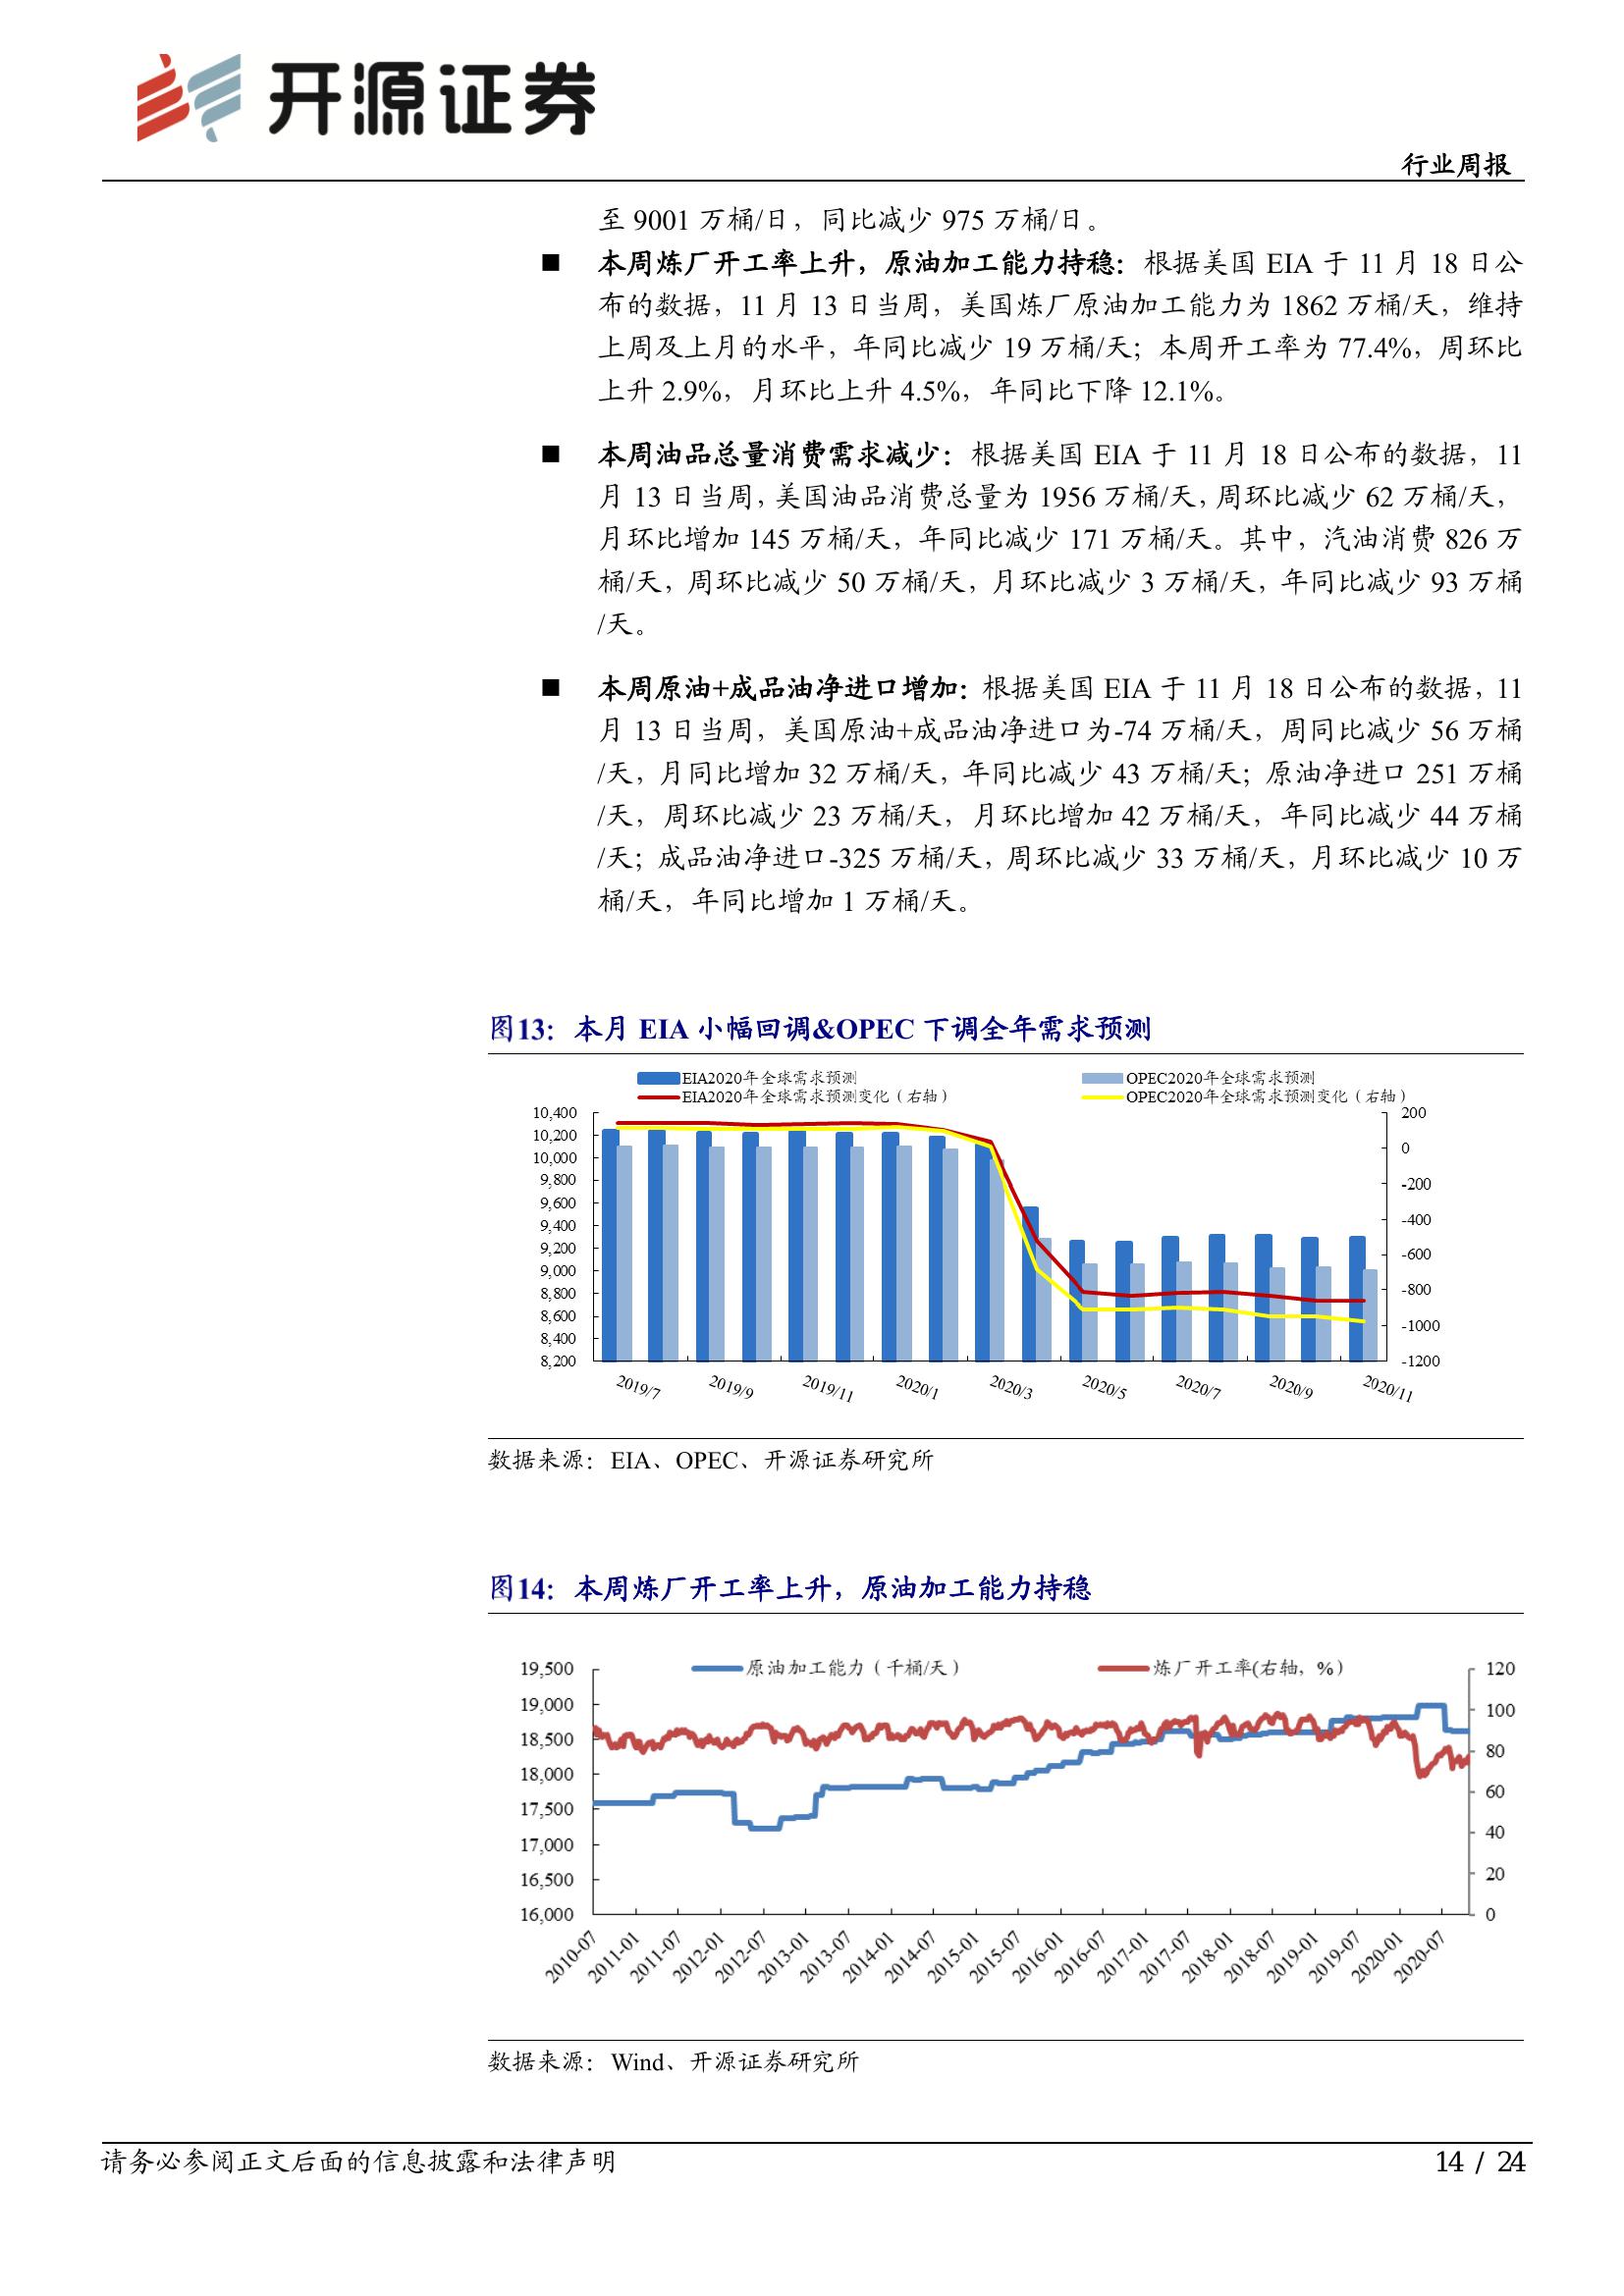 开源证券
行业周报
至 9001 万桶/日，同比减少 975 万桶/日。
■ 本周炼厂开工率上升，原油加工能力持稳：根据美国 EIA 于 11 月 18 日公
布的数据，11 月 13 日当周，美国炼厂原油加工能力为 1862 万桶/天，维持
上周及上月的水平，年同比减少 19 万桶/天；本周开工率为 77.4%，周环比
上升 2.9%，月环比上升 4.5%，年同比下降 12.1%。
■ 本周油品总量消费需求减少：根据美国 EIA 于 11 月 18 日公布的数据，11
月 13 日当周，美国油品消费总量为 1956 万桶/天，周环比减少 62 万桶/天，
月环比增加 145 万桶/天，年同比减少 171 万桶/天。其中，汽油消费 826 万
桶/天，周环比减少 50 万桶/天，月环比减少 3 万桶/天，年同比减少 93 万桶
/天。
■ 本周原油+成品油净进口增加：根据美国 EIA 于 11 月 18 日公布的数据，11
月 13 日当周，美国原油+成品油净进口为-74 万桶/天，周同比减少 56 万桶
/天，月同比增加 32 万桶/天，年同比减少 43 万桶/天；原油净进口 251 万桶
/天，周环比减少 23 万桶/天，月环比增加 42 万桶/天，年同比减少 44 万桶
/天；成品油净进口-325 万桶/天，周环比减少 33 万桶/天，月环比减少 10 万
桶/天，年同比增加 1 万桶/天。
图13：本月 EIA 小幅回调&OPEC 下调全年需求预测
EIA2020年全球需求预测 OPEC2020年全球需求预测
EIA2020年全球需求预测变化（右轴） OPEC2020年全球需求预测变化（右轴）
10,400 200
10,200 0
10,000 -200
9,800 -400
9,600 -600
9,400 -800
9,200 -1000
9,000 -1200
8,800
8,600
8,400
8,200
2019/7 2019/9 2019/11 2020/1 2020/3 2020/5 2020/7 2020/9 2020/11
数据来源：EIA、OPEC、开源证券研究所
图14：本周炼厂开工率上升，原油加工能力持稳
原油加工能力（千桶/天） 炼厂开工率(右轴，%）
19,500 120
19,000 100
18,500 80
18,000 60
17,500 40
17,000 20
16,500 0
16,000
2010-07 2011-01 2011-07 2012-01 2012-07 2013-01 2013-07 2014-01 2014-07 2015-01 2015-07 2016-01 2016-07 2017-01 2017-07 2018-01 2018-07 2019-01 2019-07 2020-01 2020-07
数据来源：Wind、开源证券研究所
请务必参阅正文后面的信息披露和法律声明 14 / 24